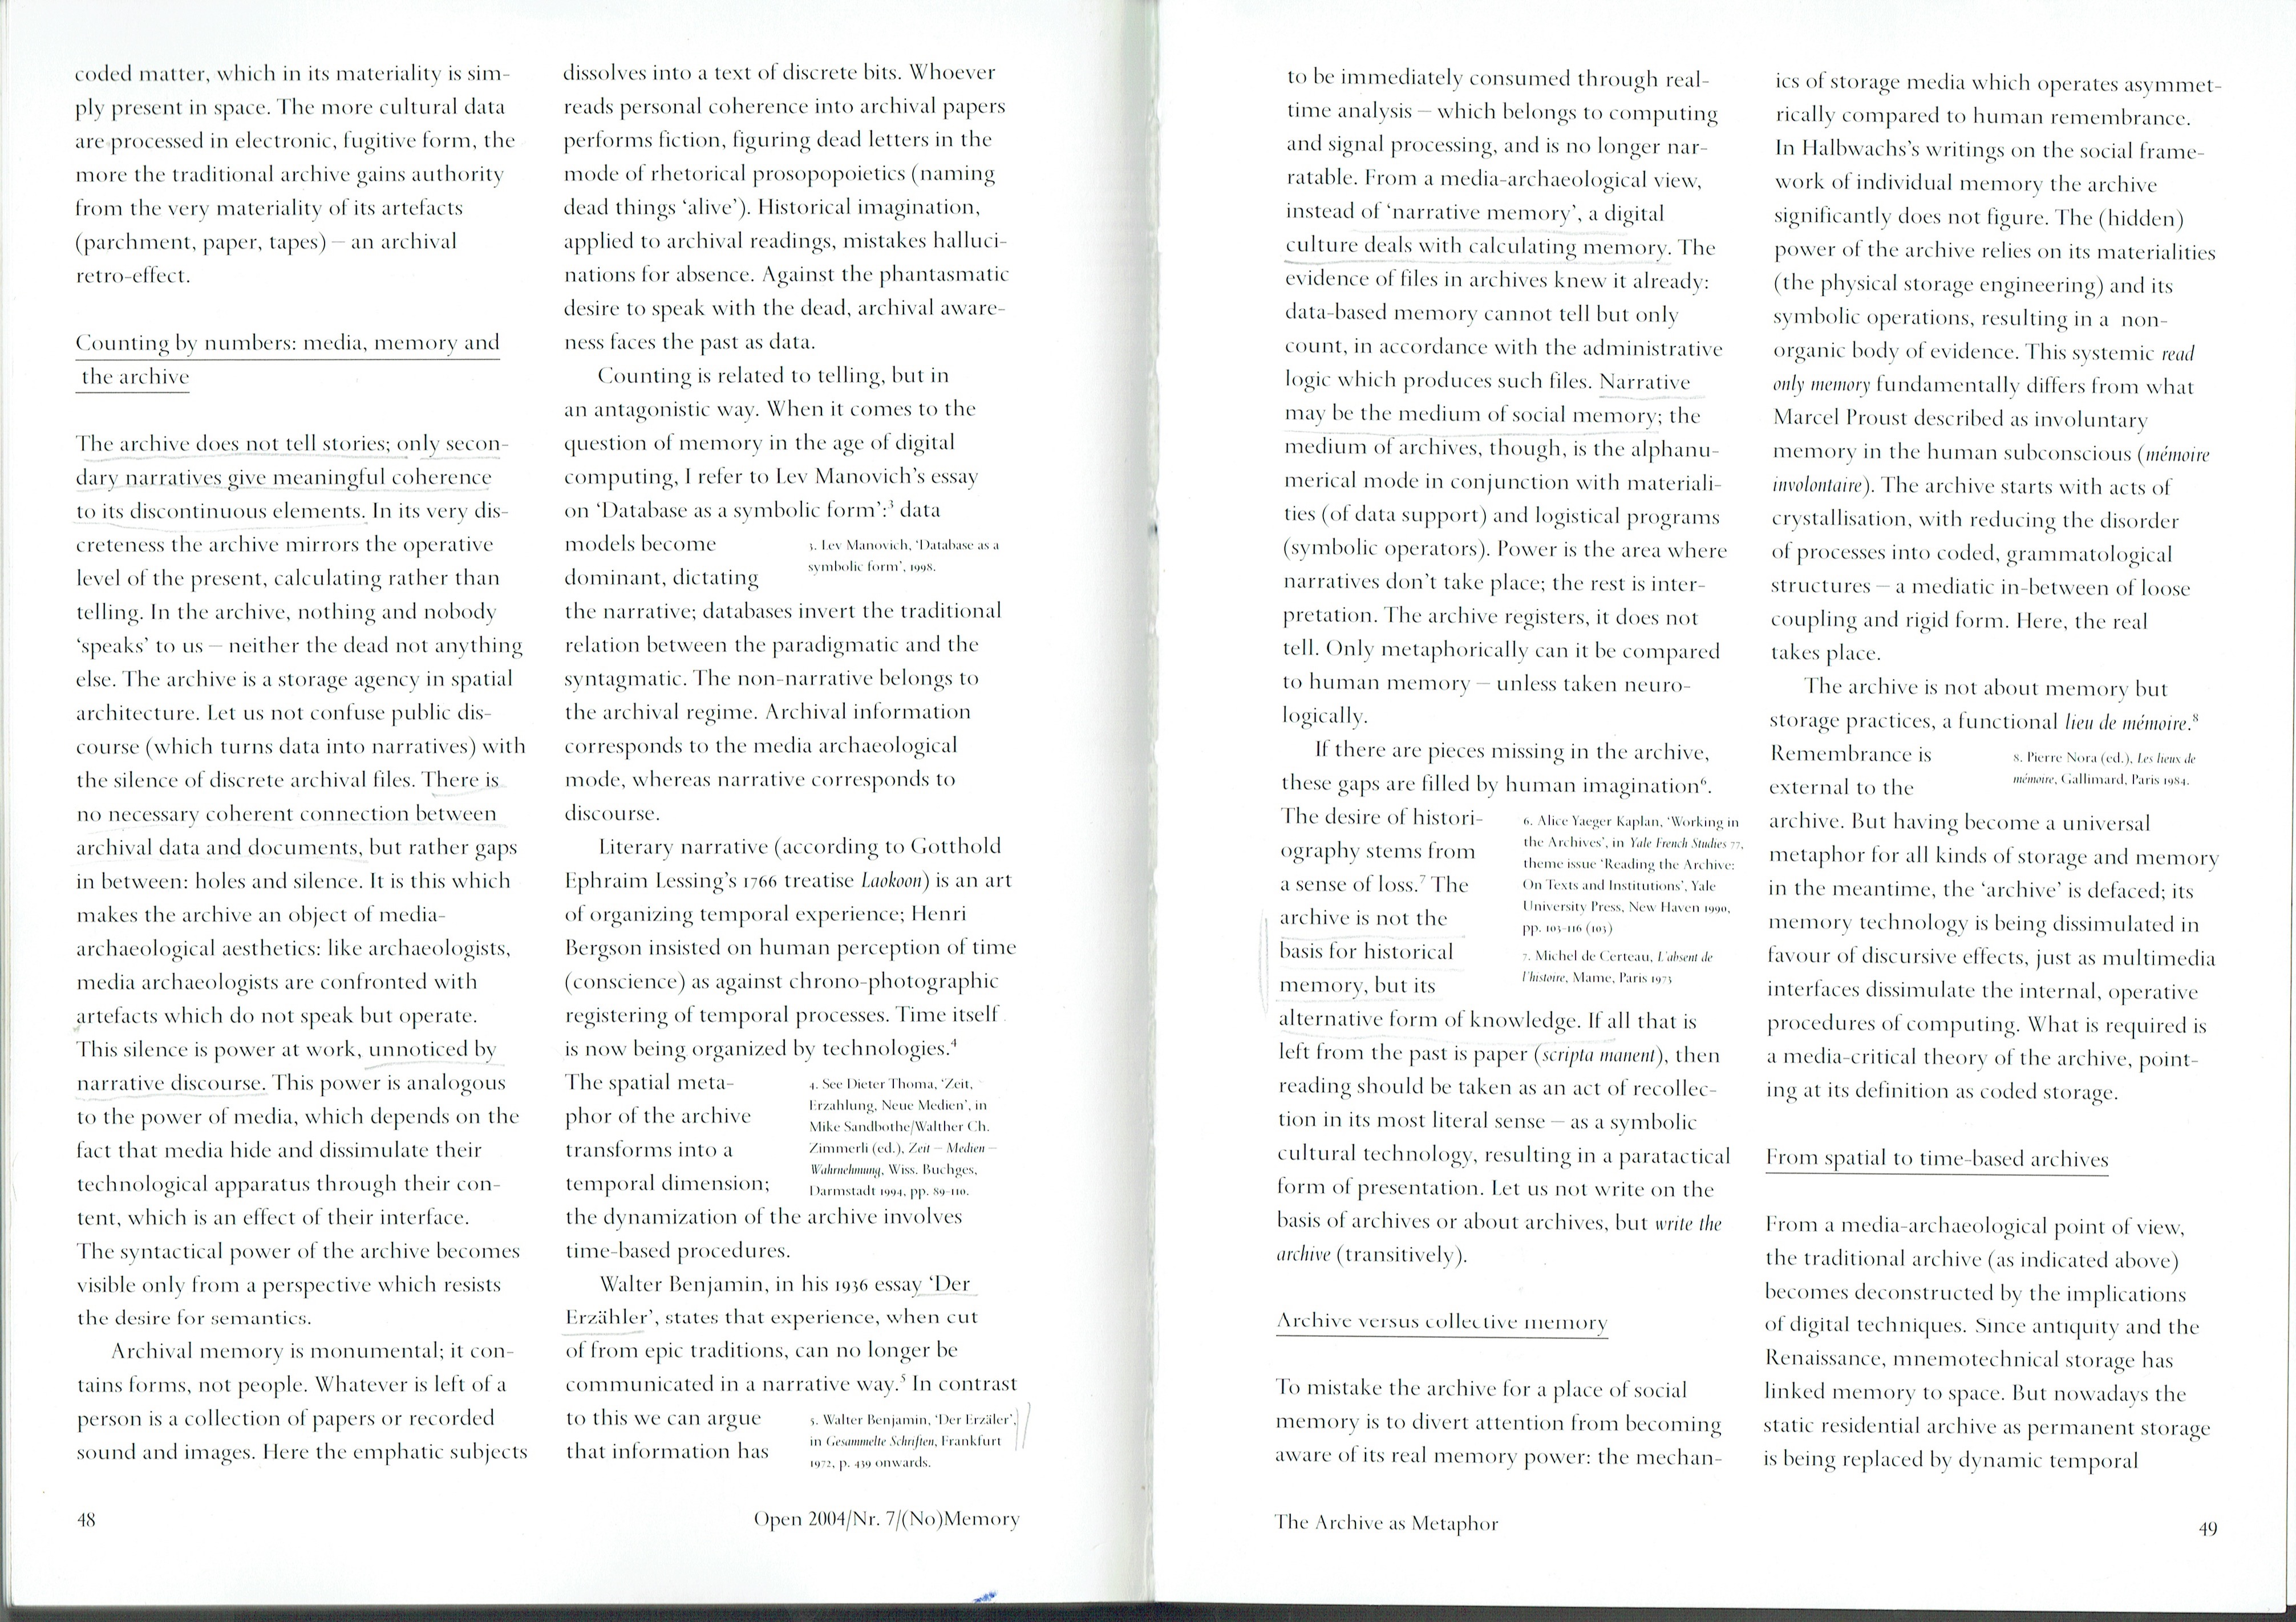 coded matter, which in its materiality is sim-
ply present in space. The more cultural data
are processed in electronic, fugitive form, the
more the traditional archive gains authority
from the very materiality of its artefacts
(parchment, paper, tapes) – an archival
retro-effect.
Counting by numbers: media, memory and
the archive
The archive does not tell stories; only secon-
dary narratives give meaningful coherence
to its discontinuous elements. In its very dis-
creteness the archive mirrors the operative
level of the present, calculating rather than
telling. In the archive, nothing and nobody
‘speaks’ to us – neither the dead not anything
else. The archive is a storage agency in spatial
architecture. Let us not confuse public dis-
course (which turns data into narratives) with
the silence of discrete archival files. There is
no necessary coherent connection between
archival data and documents, but rather gaps
in between: holes and silence. It is this which
makes the archive an object of media-
archaeological aesthetics: like archaeologists,
media archaeologists are confronted with
artefacts which do not speak but operate.
This silence is power at work, unnoticed by
narrative discourse. This power is analogous
to the power of media, which depends on the
fact that media hide and dissimulate their
technological apparatus through their con-
tent, which is an effect of their interface.
The syntactical power of the archive becomes
visible only from a perspective which resists
the desire for semantics.
Archival memory is monumental; it con-
tains forms, not people. Whatever is left of a
person is a collection of papers or recorded
sound and images. Here the emphatic subjects
dissolves into a text of discrete bits. Whoever
reads personal coherence into archival papers
performs fiction, figuring dead letters in the
mode of rhetorical prosopopoietics (naming
dead things ‘alive’). Historical imagination,
applied to archival readings, mistakes halluci-
nations for absence. Against the phantasmatic
desire to speak with the dead, archival aware-
ness faces the past as data.
Counting is related to telling, but in
an antagonistic way. When it comes to the
question of memory in the age of digital
computing, I refer to Lev Manovich’s essay
on ‘Database as a symbolic form’:³ data
models become
dominant, dictating
3. Lev Manovich, ‘Database as a
symbolic form’, 1998.
the narrative; databases invert the traditional
relation between the paradigmatic and the
syntagmatic. The non-narrative belongs to
the archival regime. Archival information
corresponds to the media archaeological
mode, whereas narrative corresponds to
discourse.
Literary narrative (according to Gotthold
Ephraim Lessing’s 1766 treatise Laokoon) is an art
of organizing temporal experience; Henri
Bergson insisted on human perception of time
(conscience) as against chrono-photographic
registering of temporal processes. Time itself
is now being organized by technologies.⁴
The spatial meta-
phor of the archive
transforms into a
temporal dimension;
4. See Dieter Thoma, ‘Zeit,
Erzahlung, Neue Medien’, in
Mike Sandbothe/Walther Ch.
Zimmerli (ed.), Zeit – Medien –
Wahrnehmung, Wiss. Buchges,
Darmstadt 1994, pp. 89-110.
the dynamization of the archive involves
time-based procedures.
Walter Benjamin, in his 1936 essay ‘Der
Erzähler’, states that experience, when cut
of from epic traditions, can no longer be
communicated in a narrative way.⁵ In contrast
to this we can argue
that information has
5. Walter Benjamin, ‘Der Erzäler’,
in Gesammelte Schriften, Frankfurt
1972, p. 439 onwards.
48
Open 2004/Nr. 7/(No)Memory
to be immediately consumed through real-
time analysis – which belongs to computing
and signal processing, and is no longer nar-
ratable. From a media-archaeological view,
instead of ‘narrative memory’, a digital
culture deals with calculating memory. The
evidence of files in archives knew it already:
data-based memory cannot tell but only
count, in accordance with the administrative
logic which produces such files. Narrative
may be the medium of social memory; the
medium of archives, though, is the alphanu-
merical mode in conjunction with materiali-
ties (of data support) and logistical programs
(symbolic operators). Power is the area where
narratives don’t take place; the rest is inter-
pretation. The archive registers, it does not
tell. Only metaphorically can it be compared
to human memory – unless taken neuro-
logically.
If there are pieces missing in the archive,
these gaps are filled by human imagination⁶.
The desire of histori-
ography stems from
a sense of loss.⁷ The
archive is not the
basis for historical
memory, but its
6. Alice Yaeger Kaplan, ‘Working in
the Archives’, in Yale French Studies 77,
theme issue ‘Reading the Archive:
On Texts and Institutions’, Yale
University Press, New Haven 1990,
pp. 103-116 (103)
7. Michel de Certeau, L’absent de
l’histoire, Mame, Paris 1973
alternative form of knowledge. If all that is
left from the past is paper (scripta manent), then
reading should be taken as an act of recollec-
tion in its most literal sense – as a symbolic
cultural technology, resulting in a paratactical
form of presentation. Let us not write on the
basis of archives or about archives, but write the
archive (transitively).
Archive versus collective memory
To mistake the archive for a place of social
memory is to divert attention from becoming
aware of its real memory power: the mechan-
ics of storage media which operates asymmet-
rically compared to human remembrance.
In Halbwachs’s writings on the social frame-
work of individual memory the archive
significantly does not figure. The (hidden)
power of the archive relies on its materialities
(the physical storage engineering) and its
symbolic operations, resulting in a non-
organic body of evidence. This systemic read
only memory fundamentally differs from what
Marcel Proust described as involuntary
memory in the human subconscious (mémoire
involontaire). The archive starts with acts of
crystallisation, with reducing the disorder
of processes into coded, grammatological
structures – a mediatic in-between of loose
coupling and rigid form. Here, the real
takes place.
The archive is not about memory but
storage practices, a functional lieu de mémoire.⁸
Remembrance is
external to the
8. Pierre Nora (ed.), Les lieux de
mémoire, Gallimard, Paris 1984.
archive. But having become a universal
metaphor for all kinds of storage and memory
in the meantime, the ‘archive’ is defaced; its
memory technology is being dissimulated in
favour of discursive effects, just as multimedia
interfaces dissimulate the internal, operative
procedures of computing. What is required is
a media-critical theory of the archive, point-
ing at its definition as coded storage.
From spatial to time-based archives
From a media-archaeological point of view,
the traditional archive (as indicated above)
becomes deconstructed by the implications
of digital techniques. Since antiquity and the
Renaissance, mnemotechnical storage has
linked memory to space. But nowadays the
static residential archive as permanent storage
is being replaced by dynamic temporal
The Archive as Metaphor
49